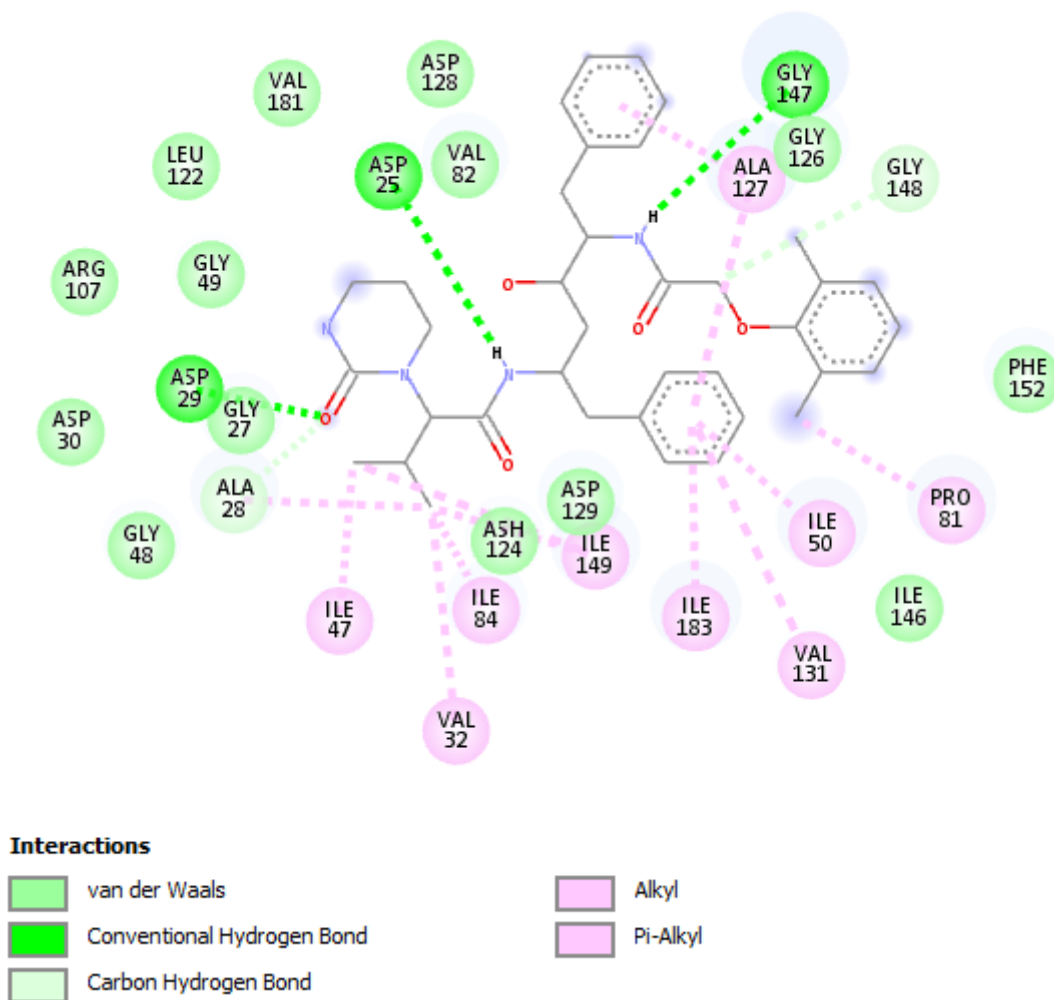 ASP
128
VAL
181
GLY
147
GLY
126
LEU
122
ASP
25
VAL
82
ALA
127
GLY
148
H
N
ARG
107
GLY
49
O
O
O
N
H
N
N
ASP
29
GLY
27
O
O
PHE
152
ASP
30
ALA
28
ASP
129
PRO
81
GLY
48
ASH
124
ILE
149
ILE
50
ILE
47
ILE
84
ILE
183
ILE
146
VAL
131
VAL
32
Interactions
van der Waals
Alkyl
Conventional Hydrogen Bond
Pi-Alkyl
Carbon Hydrogen Bond